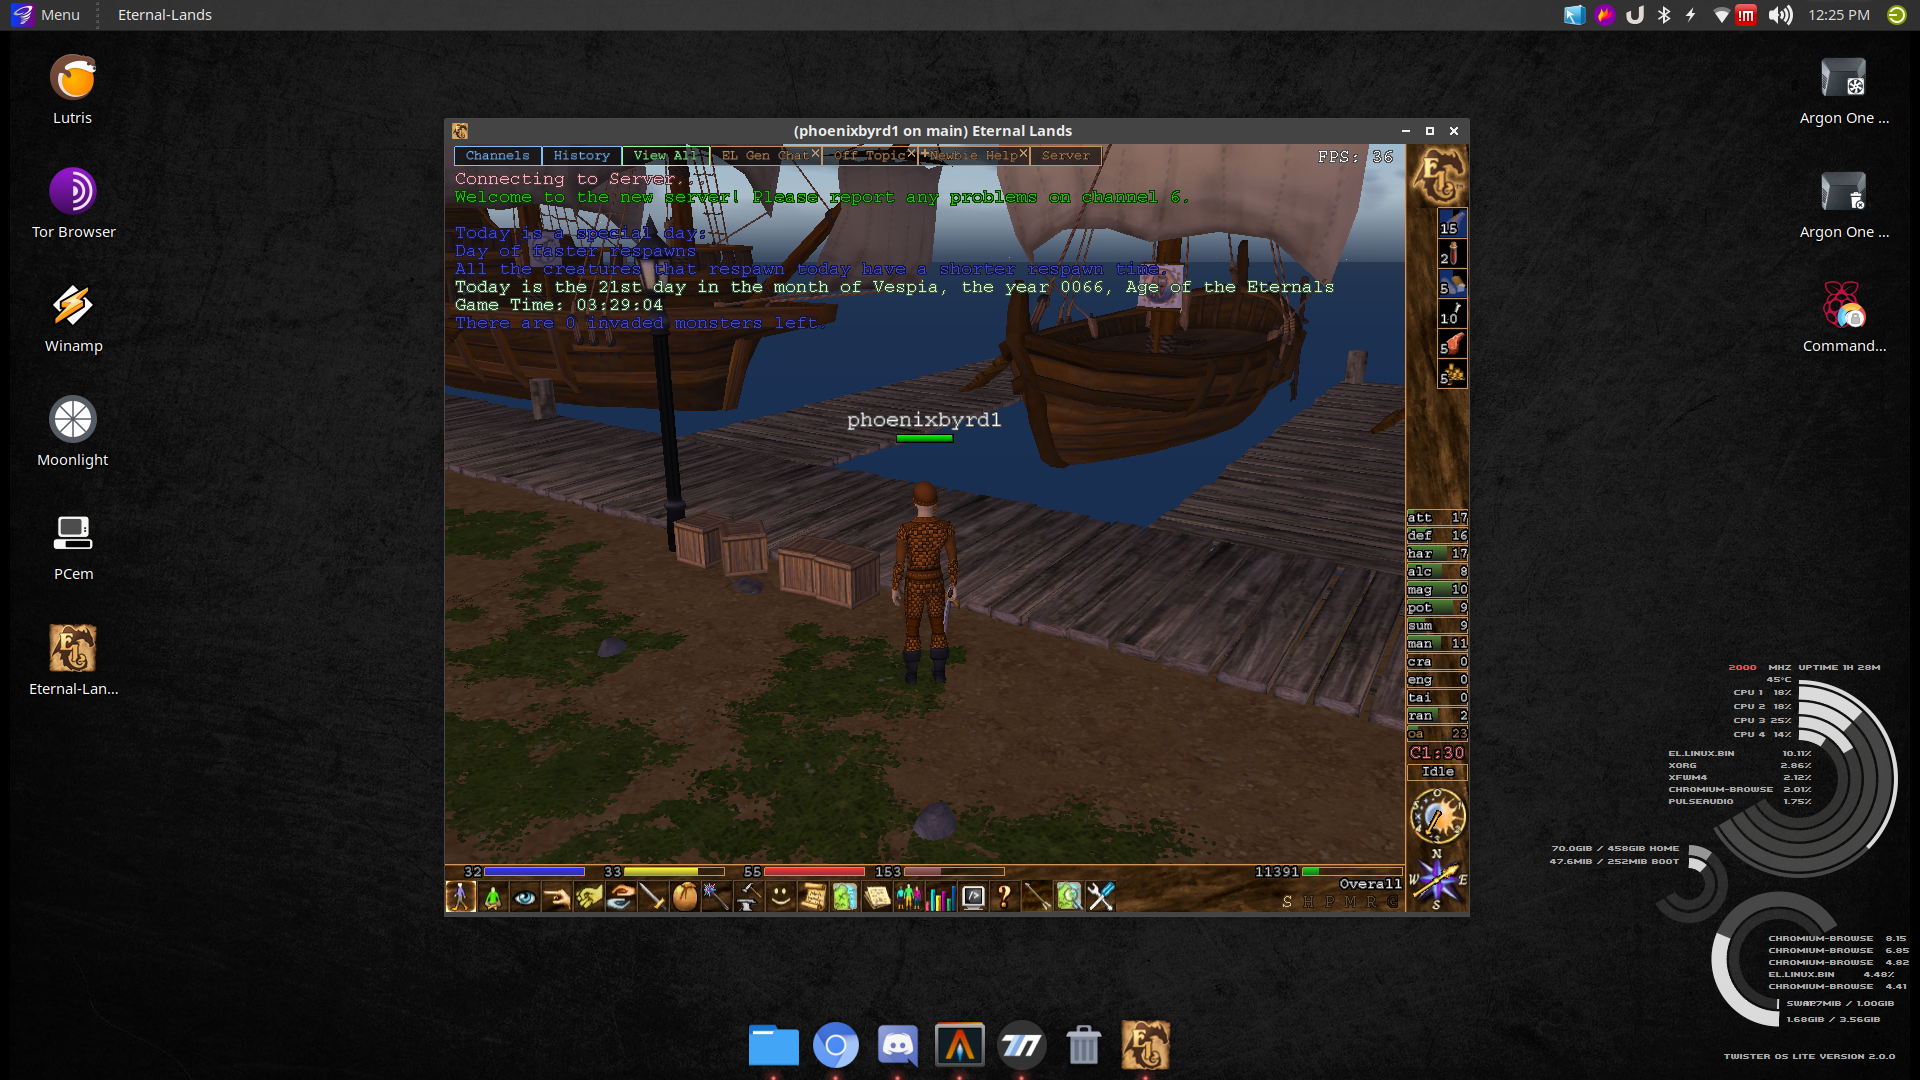 Menu
Eternal-Lands
12:25 PM
Lutris
Tor Browser
Winamp
Moonlight
PCem
Eternal-Lan...
Argon One ...
Argon One ...
Command...
(phoenixbyrd1 on main) Eternal Lands
Channels History View All EL Gen Chat Off Topic +Newbie Help Server
FPS: 36
Connecting to Server...
Welcome to the new server! Please report any problems on channel 6.
Today is a special day:
Day of faster respawns
All the creatures that respawn today have a shorter respawn time.
Today is the 21st day in the month of Vespia, the year 0066, Age of the Eternals
Game Time: 03:29:04
There are 0 invaded monsters left.
phoenixbyrd1
15
2
5
10
5
5
att 17
def 16
har 17
alc 8
mag 10
pot 9
sum 9
man 11
cra 0
eng 0
tai 0
ran 2
oa 23
C1:30
Idle
N
W E
S
32 33 55 153 11391
Overall
S H P M R G
2000 MHZ UPTIME 1H 28M
45°C
CPU 1 18%
CPU 2 18%
CPU 3 25%
CPU 4 14%
EL.LINUX.BIN 10.11%
XORG 2.86%
XFWM4 2.12%
CHROMIUM-BROWSE 2.01%
PULSEAUDIO 1.75%
70.0GIB / 458GIB HOME
47.6MIB / 252MIB BOOT
CHROMIUM-BROWSE 8.15
CHROMIUM-BROWSE 6.85
CHROMIUM-BROWSE 4.82
EL.LINUX.BIN 4.48%
CHROMIUM-BROWSE 4.41
/ 1.00GIB
1.68GIB / 3.56GIB
TWISTER OS LITE VERSION 2.0.0